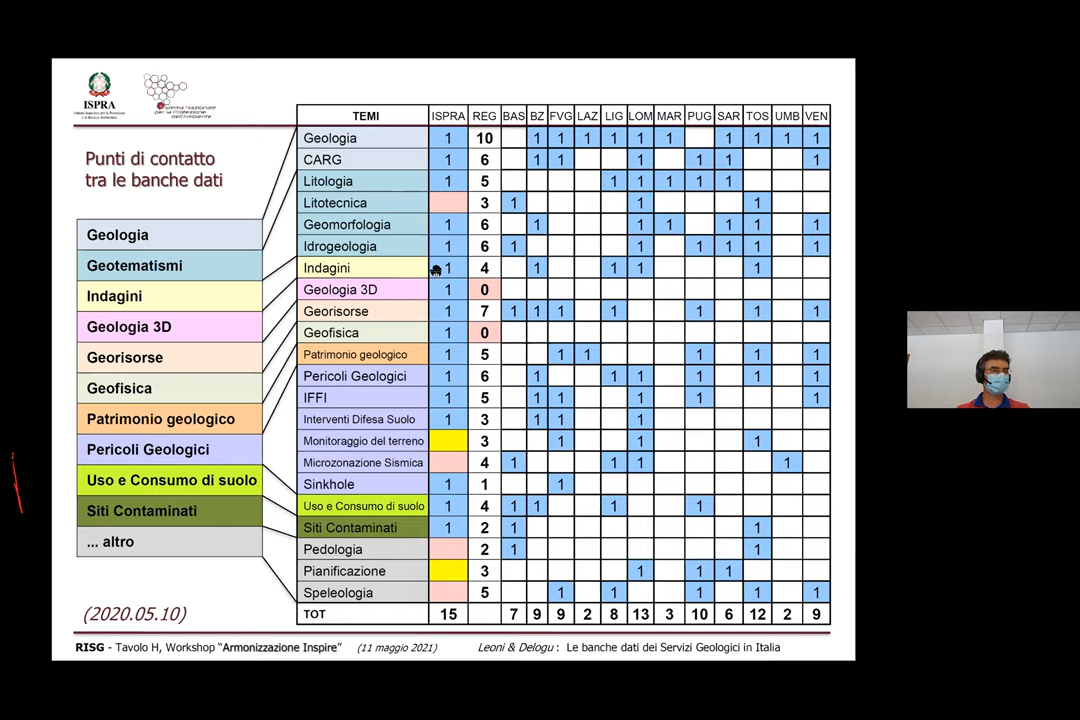 ISPRA
Sistema Nazionale
per la Protezione
dell'Ambiente
Punti di contatto
tra le banche dati
Geologia
Geotematismi
Indagini
Geologia 3D
Georisorse
Geofisica
Patrimonio geologico
Pericoli Geologici
Uso e Consumo di suolo
Siti Contaminati
... altro
(2020.05.10)
TEMI ISPRA REG BAS BZ FVG LAZ LIG LOM MAR PUG SAR TOS UMB VEN
Geologia 1 10 1 1 1 1 1 1 1 1 1 1
CARG 1 6 1 1 1 1 1 1
Litologia 1 5 1 1 1 1 1
Litotecnica 3 1 1 1
Geomorfologia 1 6 1 1 1 1 1 1
Idrogeologia 1 6 1 1 1 1 1 1
Indagini 1 4 1 1 1 1
Geologia 3D 1 0
Georisorse 1 7 1 1 1 1 1 1 1
Geofisica 1 0
Patrimonio geologico 1 5 1 1 1 1 1
Pericoli Geologici 1 6 1 1 1 1 1 1
IFFI 1 5 1 1 1 1 1
Interventi Difesa Suolo 1 3 1 1 1
Monitoraggio del terreno 3 1 1 1
Microzonazione Sismica 4 1 1 1 1
Sinkhole 1 1 1
Uso e Consumo di suolo 1 4 1 1 1 1
Siti Contaminati 1 2 1 1
Pedologia 2 1 1
Pianificazione 3 1 1 1
Speleologia 5 1 1 1 1 1
TOT 15 7 9 9 2 8 13 3 10 6 12 2 9
RISG - Tavolo H, Workshop "Armonizzazione Inspire" (11 maggio 2021) Leoni & Delogu : Le banche dati dei Servizi Geologici in Italia